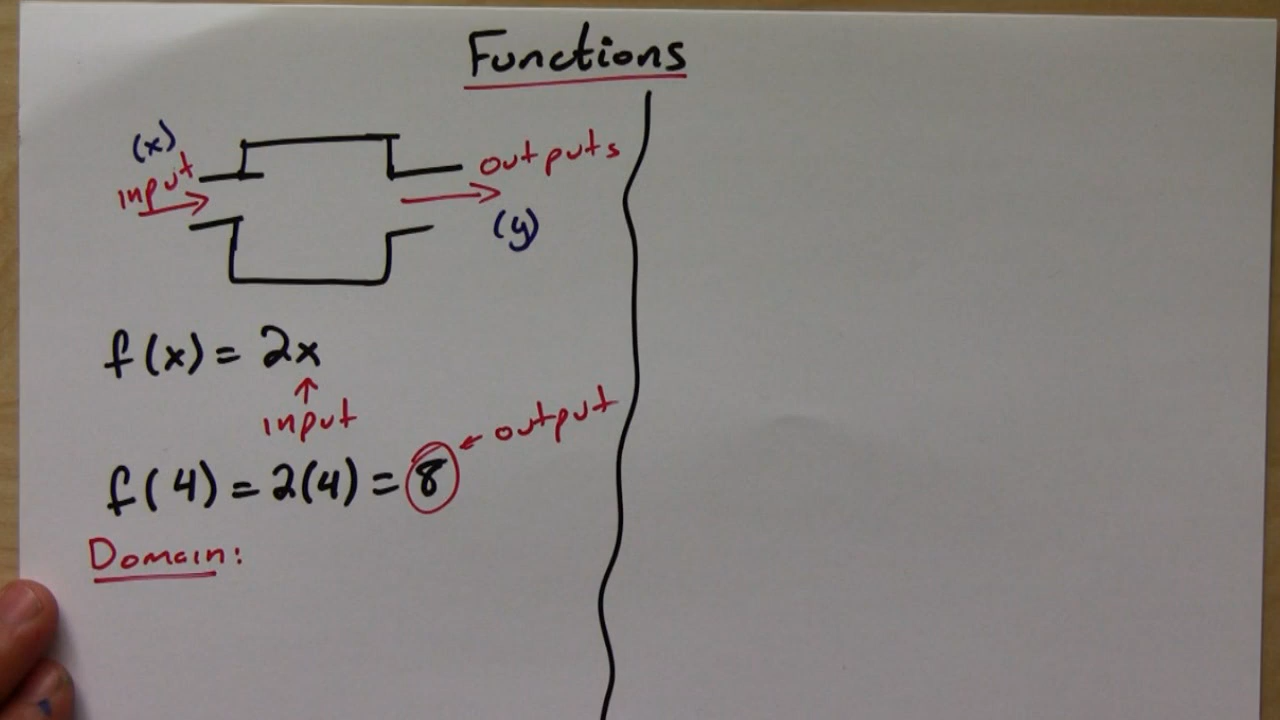 Functions
(x)
input
outputs
(y)
f(x) = 2x
↑
input
f(4) = 2(4) = 8 ← output
Domain: